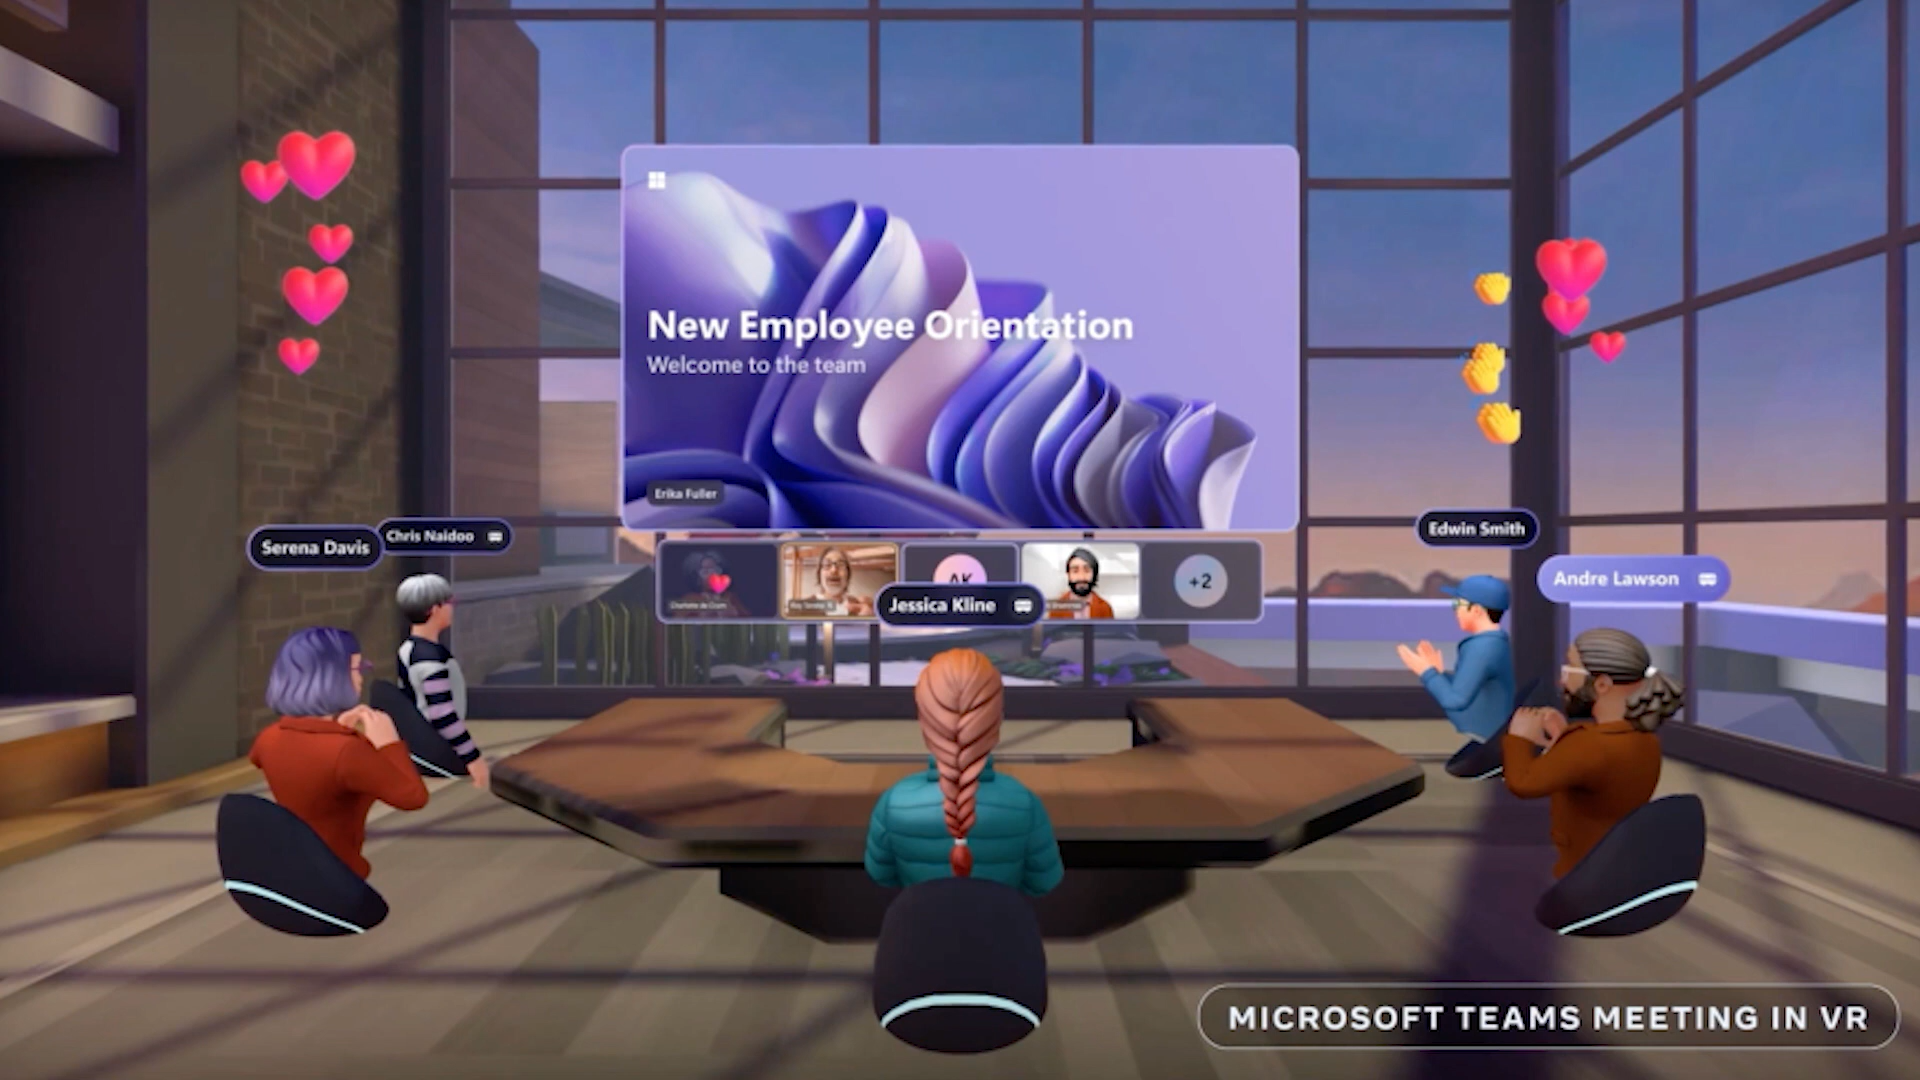 New Employee Orientation
Welcome to the team
Erika Fuller
Serena Davis
Chris Naidoo
Edwin Smith
Andre Lawson
AK
+2
Jessica Kline
MICROSOFT TEAMS MEETING IN VR